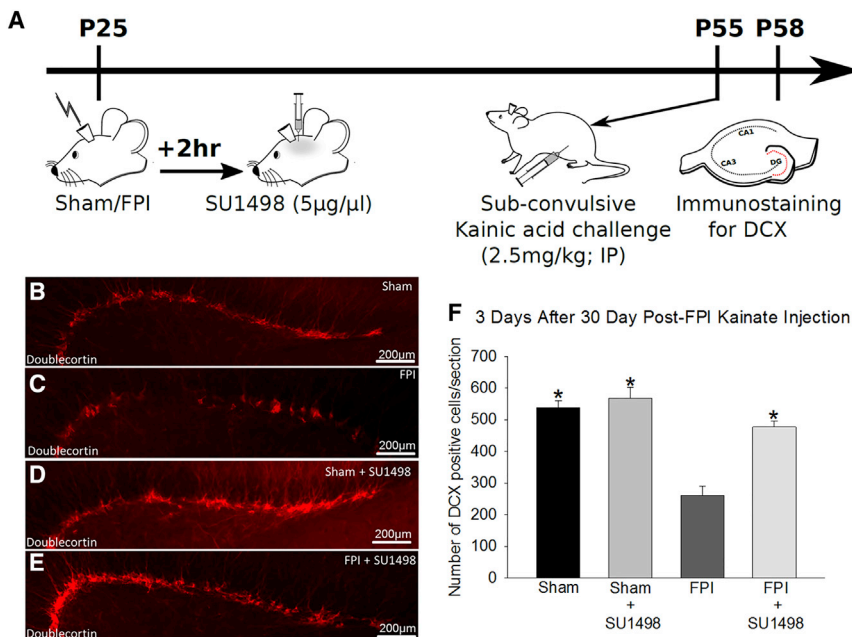 A
P25
P55
P58
+2hr
CA1
CA3
DG
Sham/FPI
SU1498 (5µg/µl)
Sub-convulsive
Kainic acid challenge
(2.5mg/kg; IP)
Immunostaining
for DCX
B
Sham
Doublecortin
200µm
C
FPI
Doublecortin
200µm
D
Sham + SU1498
Doublecortin
200µm
E
FPI + SU1498
Doublecortin
200µm
F 3 Days After 30 Day Post-FPI Kainate Injection
Number of DCX positive cells/section
700
600
500
400
300
200
100
0
*
*
*
Sham
Sham
+
SU1498
FPI
FPI
+
SU1498